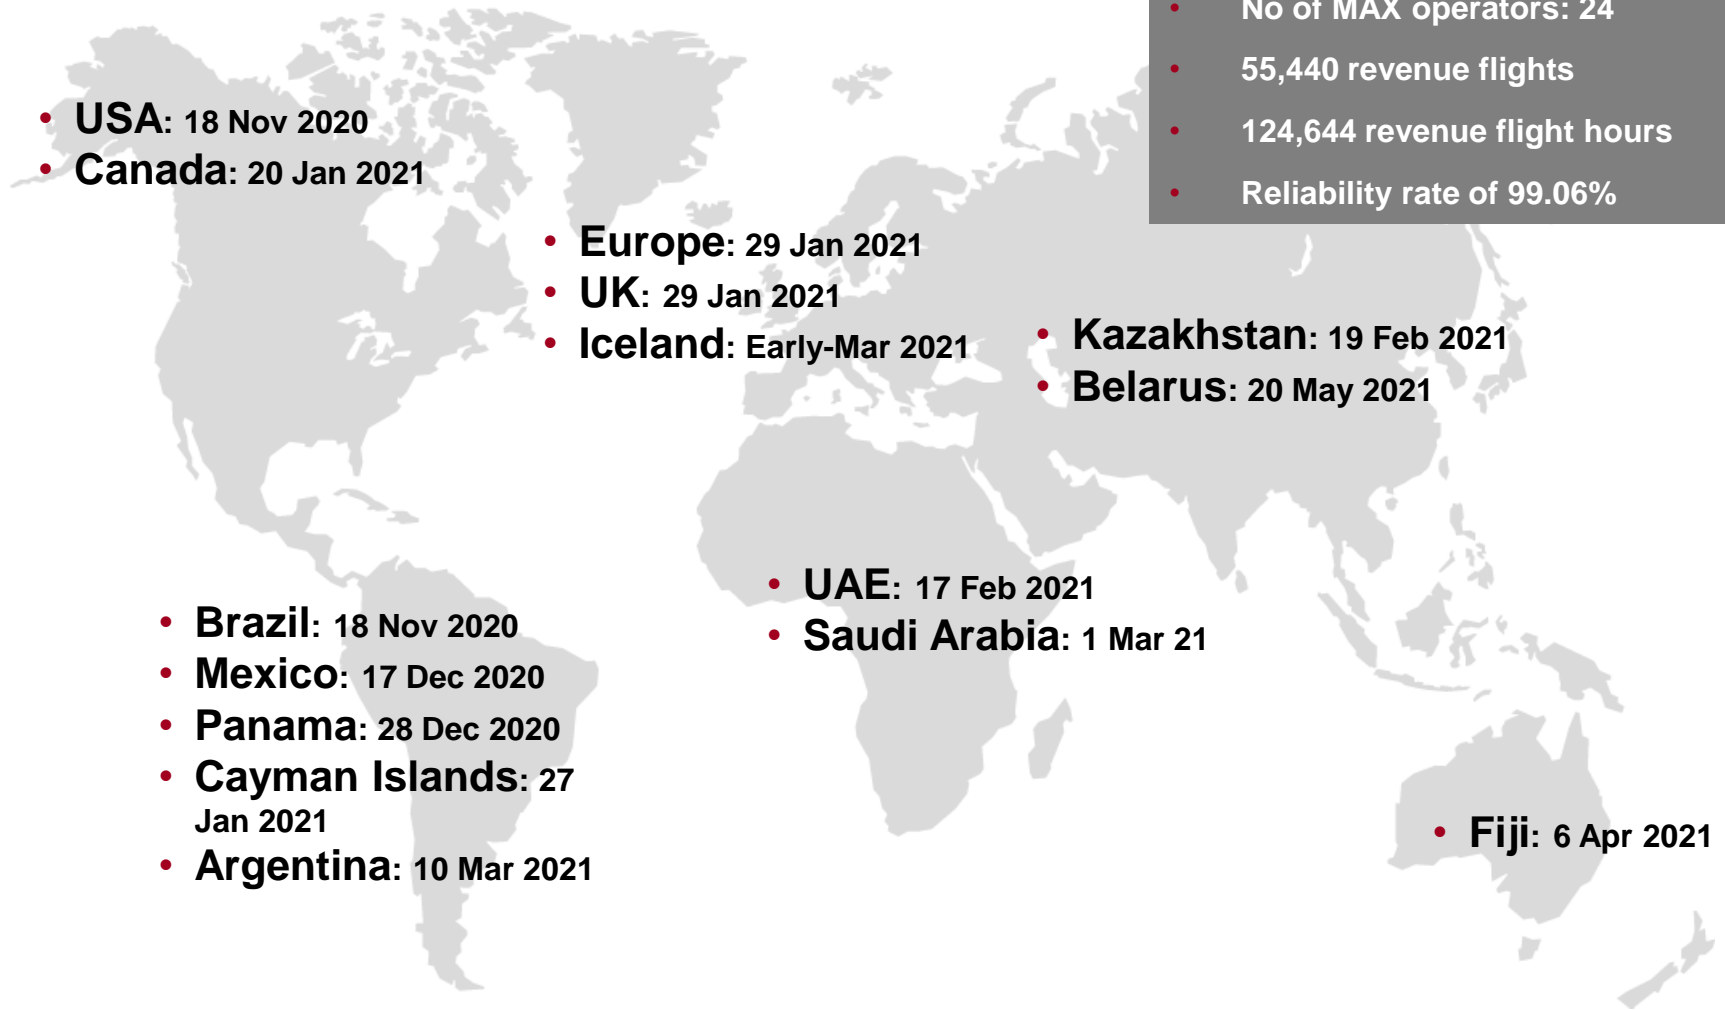 • No of MAX operators: 24
• 55,440 revenue flights
• 124,644 revenue flight hours
• Reliability rate of 99.06%
• USA: 18 Nov 2020
• Canada: 20 Jan 2021
• Europe: 29 Jan 2021
• UK: 29 Jan 2021
• Iceland: Early-Mar 2021
• Kazakhstan: 19 Feb 2021
• Belarus: 20 May 2021
• UAE: 17 Feb 2021
• Saudi Arabia: 1 Mar 21
• Brazil: 18 Nov 2020
• Mexico: 17 Dec 2020
• Panama: 28 Dec 2020
• Cayman Islands: 27
Jan 2021
• Argentina: 10 Mar 2021
• Fiji: 6 Apr 2021